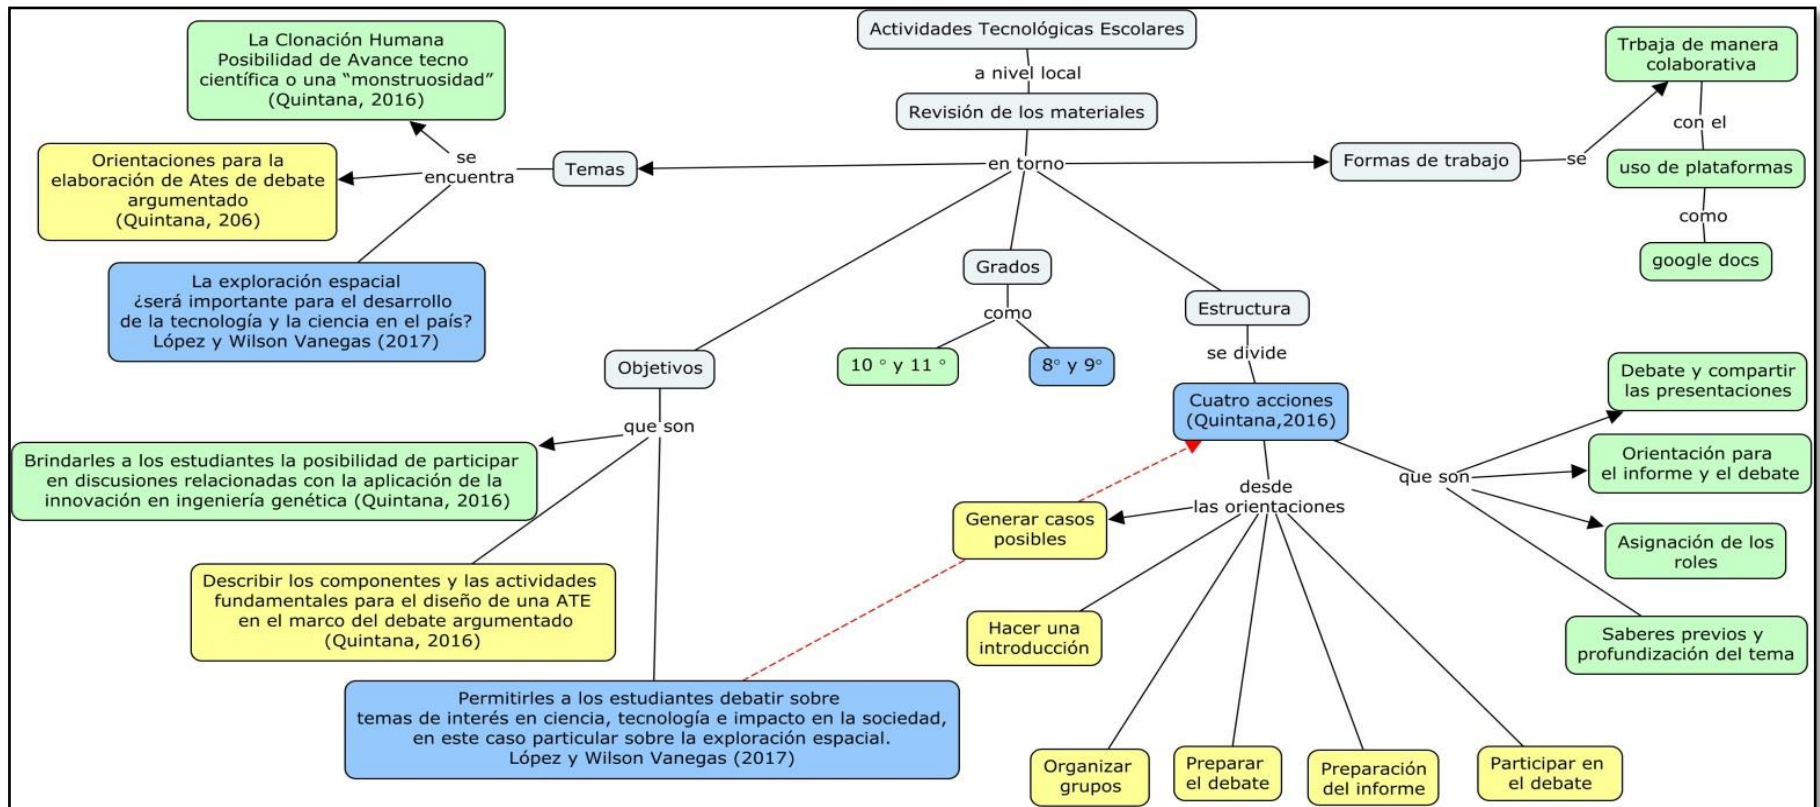 Actividades Tecnológicas Escolares
a nivel local
Revisión de los materiales
en torno
Temas
se
encuentra
La Clonación Humana
Posibilidad de Avance tecno
científica o una “monstruosidad”
(Quintana, 2016)
Orientaciones para la
elaboración de Ates de debate
argumentado
(Quintana, 206)
La exploración espacial
¿será importante para el desarrollo
de la tecnología y la ciencia en el país?
López y Wilson Vanegas (2017)
Formas de trabajo
se
Trbaja de manera
colaborativa
con el
uso de plataformas
como
google docs
Grados
como
10 ° y 11 °
8° y 9°
Objetivos
que son
Brindarles a los estudiantes la posibilidad de participar
en discusiones relacionadas con la aplicación de la
innovación en ingeniería genética (Quintana, 2016)
Describir los componentes y las actividades
fundamentales para el diseño de una ATE
en el marco del debate argumentado
(Quintana, 2016)
Permitirles a los estudiantes debatir sobre
temas de interés en ciencia, tecnología e impacto en la sociedad,
en este caso particular sobre la exploración espacial.
López y Wilson Vanegas (2017)
Estructura
se divide
Cuatro acciones
(Quintana,2016)
desde
las orientaciones
Generar casos
posibles
Hacer una
introducción
Organizar
grupos
Preparar
el debate
Preparación
del informe
Participar en
el debate
que son
Debate y compartir
las presentaciones
Orientación para
el informe y el debate
Asignación de los
roles
Saberes previos y
profundización del tema